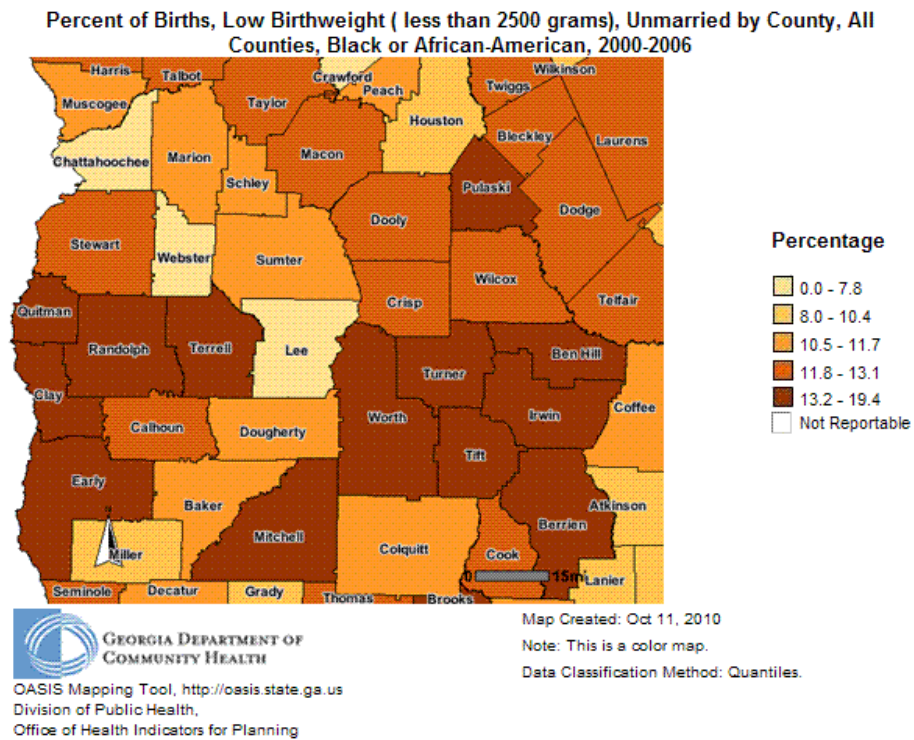 Percent of Births, Low Birthweight ( less than 2500 grams), Unmarried by County, All
Counties, Black or African-American, 2000-2006
Harris
Talbot
Crawford
Peach
Wilkinson
Twiggs
Muscogee
Taylor
Houston
Bleckley
Laurens
Chattahoochee
Marion
Macon
Schley
Pulaski
Dodge
Dooly
Stewart
Webster
Sumter
Wilcox
Crisp
Telfair
Quitman
Randolph
Terrell
Lee
Turner
Ben Hill
Clay
Worth
Irwin
Coffee
Calhoun
Dougherty
Tift
Early
Baker
Atkinson
Mitchell
Berrien
Miller
Colquitt
Cook
0 15mi
Lanier
Seminole
Decatur
Grady
Thomas
Brooks
Percentage
0.0 - 7.8
8.0 - 10.4
10.5 - 11.7
11.8 - 13.1
13.2 - 19.4
Not Reportable
GEORGIA DEPARTMENT OF
COMMUNITY HEALTH
OASIS Mapping Tool, http://oasis.state.ga.us
Division of Public Health,
Office of Health Indicators for Planning
Map Created: Oct 11, 2010
Note: This is a color map.
Data Classification Method: Quantiles.